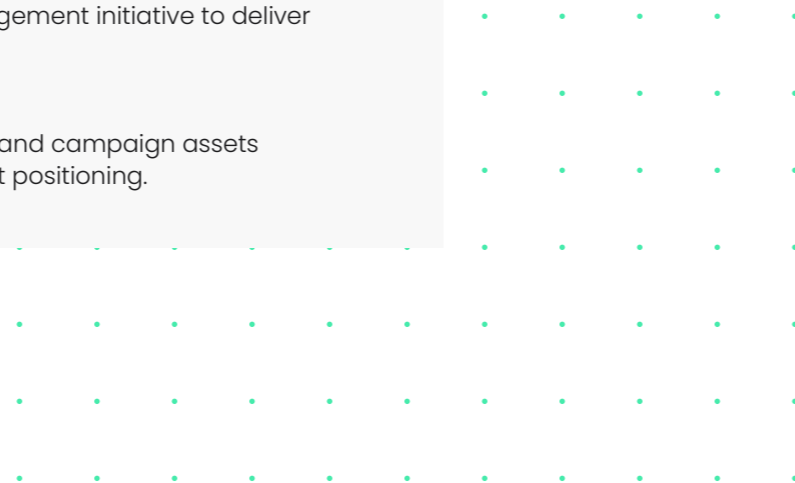 gement initiative to deliver
and campaign assets
t positioning.